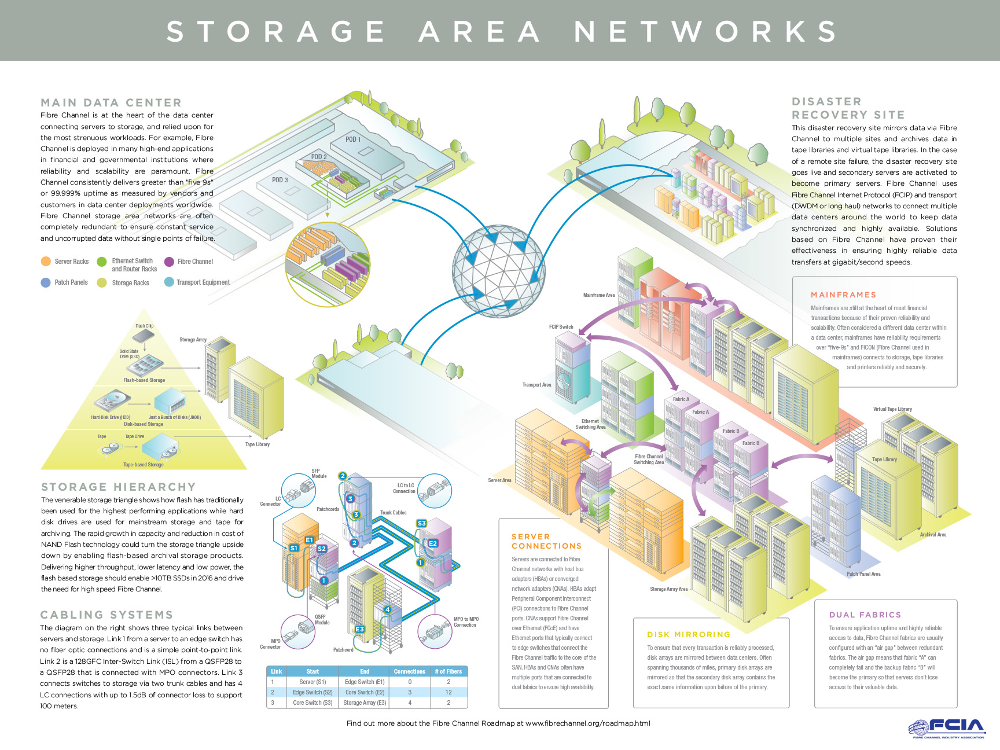 STORAGE AREA NETWORKS
MAIN DATA CENTER
Fibre Channel is at the heart of the data center
connecting servers to storage, and relied upon for
the most strenuous workloads. For example, Fibre
Channel is deployed in many high-end applications
in financial and governmental institutions where
reliability and scalability are paramount. Fibre
Channel consistently delivers greater than "five 9s"
or 99.999% uptime as measured by vendors and
customers in data center deployments worldwide.
Fibre Channel storage area networks are often
completely redundant to ensure constant service
and uncorrupted data without single points of failure.
Server Racks
Ethernet Switch
and Router Racks
Fibre Channel
Patch Panels
Storage Racks
Transport Equipment
POD 1
POD 2
POD 3
DISASTER
RECOVERY SITE
This disaster recovery site mirrors data via Fibre
Channel to multiple sites and archives data in
tape libraries and virtual tape libraries. In the case
of a remote site failure, the disaster recovery site
goes live and secondary servers are activated to
become primary servers. Fibre Channel uses
Fibre Channel Internet Protocol (FCIP) and transport
(DWDM or long haul) networks to connect multiple
data centers around the world to keep data
synchronized and highly available. Solutions
based on Fibre Channel have proven their
effectiveness in ensuring highly reliable data
transfers at gigabit/second speeds.
MAINFRAMES
Mainframes are still at the heart of most financial
transactions because of their proven reliability and
scalability. Often considered a different data center within
a data center, mainframes have reliability requirements
over "five-9s" and FICON (Fibre Channel used in
mainframes) connects to storage, tape libraries
and printers reliably and securely.
Flash Chip
Solid State
Drive (SSD)
Flash-based Storage
Storage Array
Hard Disk Drive (HDD)
Just a Bunch of Disks (JBOD)
Disk-based Storage
Tape
Tape Drive
Tape-based Storage
Tape Library
Mainframe Area
FCIP Switch
Transport Area
Ethernet
Switching Area
Fabric A
Fabric A
Fabric B
Fabric B
Fibre Channel
Switching Area
Server Area
Virtual Tape Library
Tape Library
Archival Area
Patch Panel Area
Storage Array Area
STORAGE HIERARCHY
The venerable storage triangle shows how flash has traditionally
been used for the highest performing applications while hard
disk drives are used for mainstream storage and tape for
archiving. The rapid growth in capacity and reduction in cost of
NAND Flash technology could turn the storage triangle upside
down by enabling flash-based archival storage products.
Delivering higher throughput, lower latency and low power, the
flash based storage should enable >10TB SSDs in 2016 and drive
the need for high speed Fibre Channel.
CABLING SYSTEMS
The diagram on the right shows three typical links between
servers and storage. Link 1 from a server to an edge switch has
no fiber optic connections and is a simple point-to-point link.
Link 2 is a 128GFC Inter-Switch Link (ISL) from a QSFP28 to
a QSFP28 that is connected with MPO connectors. Link 3
connects switches to storage via two trunk cables and has 4
LC connections with up to 1.5dB of connector loss to support
100 meters.
SFP
Module
LC
Connector
Patchcords
LC to LC
Connection
Trunk Cables
2
3
3
2
S1
E1
S2
1
S3
E2
1
4
E3
QSFP
Module
MPO
Connector
Patchcord
MPO to MPO
Connection
Link Start End Connections # of Fibers
1 Server (S1) Edge Switch (E1) 0 2
2 Edge Switch (S2) Core Switch (E2) 3 12
3 Core Switch (S3) Storage Array (E3) 4 2
SERVER
CONNECTIONS
Servers are connected to Fibre
Channel networks with host bus
adapters (HBAs) or converged
network adapters (CNAs). HBAs adapt
Peripheral Component Interconnect
(PCI) connections to Fibre Channel
ports. CNAs support Fibre Channel
over Ethernet (FCoE) and have
Ethernet ports that typically connect
to edge switches that connect the
Fibre Channel traffic to the core of the
SAN. HBAs and CNAs often have
multiple ports that are connected to
dual fabrics to ensure high availability.
DISK MIRRORING
To ensure that every transaction is reliably processed,
disk arrays are mirrored between data centers. Often
spanning thousands of miles, primary disk arrays are
mirrored so that the secondary disk array contains the
exact same information upon failure of the primary.
DUAL FABRICS
To ensure application uptime and highly reliable
access to data, Fibre Channel fabrics are usually
configured with an "air gap" between redundant
fabrics. The air gap means that fabric "A" can
completely fail and the backup fabric "B" will
become the primary so that servers don't lose
access to their valuable data.
Find out more about the Fibre Channel Roadmap at www.fibrechannel.org/roadmap.html
FCIA
FIBRE CHANNEL INDUSTRY ASSOCIATION